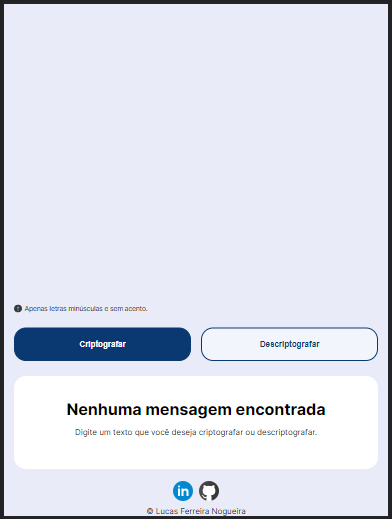 Apenas letras minúsculas e sem acento.
Criptografar
Descriptografar
Nenhuma mensagem encontrada
Digite um texto que você deseja criptografar ou descriptografar.
in
© Lucas Ferreira Nogueira